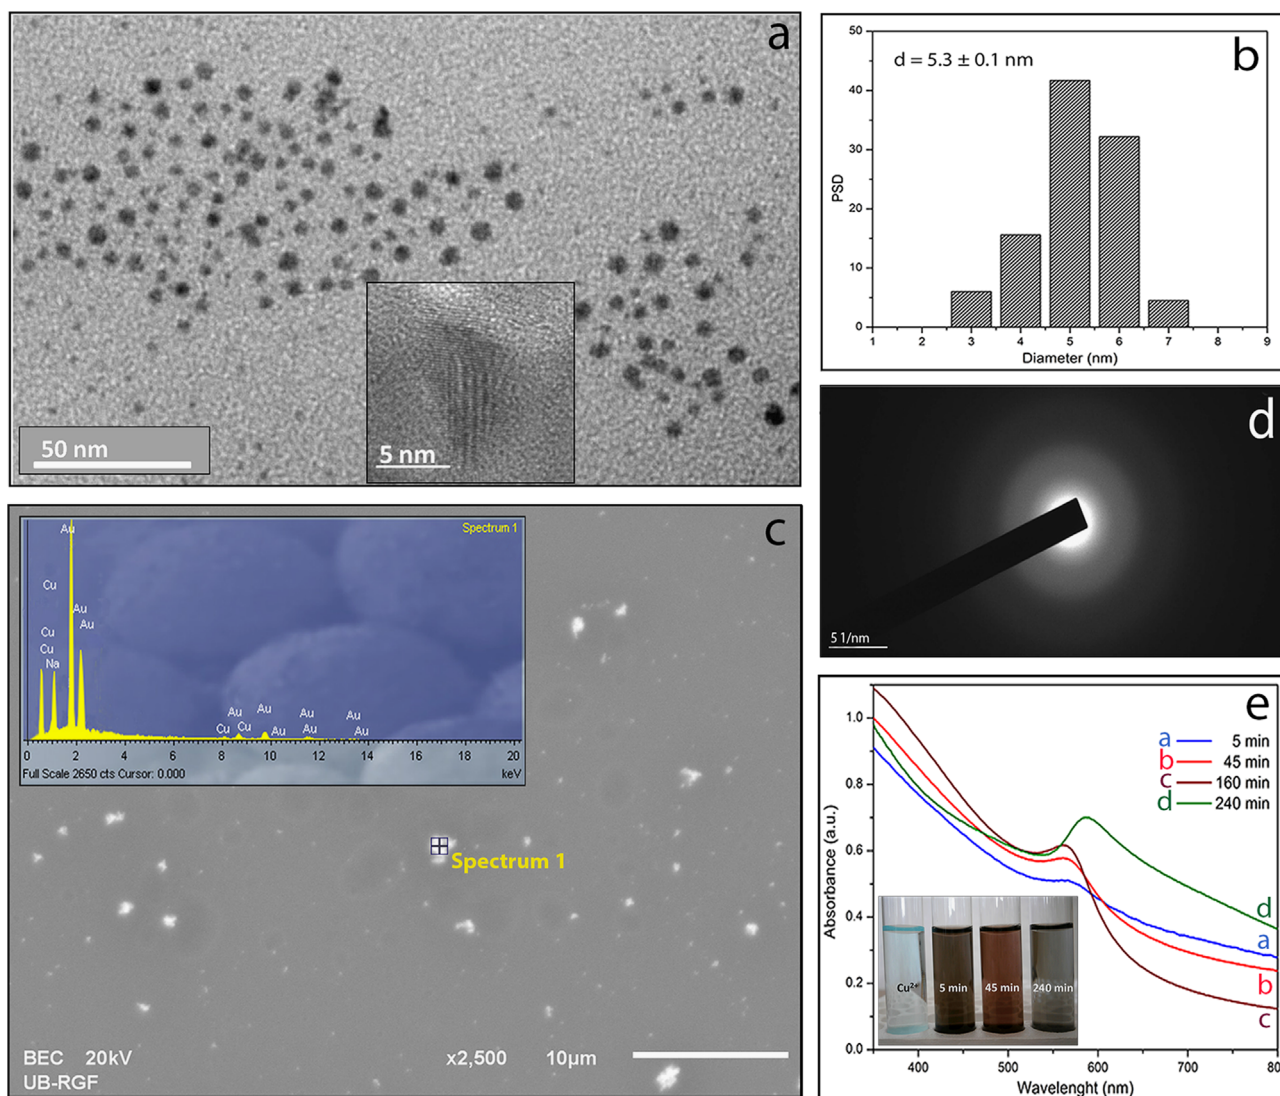 a
50 nm
5 nm
b
d = 5.3 ± 0.1 nm
PSD
50
40
30
20
10
0
1 2 3 4 5 6 7 8 9
Diameter (nm)
c
Spectrum 1
Au
Cu
Au
Au
Cu
Cu
Na
Au Au Au Au
Cu Cu Au Au Au
0 2 4 6 8 10 12 14 16 18 20
Full Scale 2650 cts Cursor: 0.000 keV
Spectrum 1
BEC 20kV x2,500 10µm
UB-RGF
d
5 1/nm
e
a 5 min
b 45 min
c 160 min
d 240 min
Absorbance (a.u.)
1.0
0.8
0.6
0.4
0.2
0.0
d
a
b
c
Cu2+ 5 min 45 min 240 min
400 500 600 700 80
Wavelenght (nm)